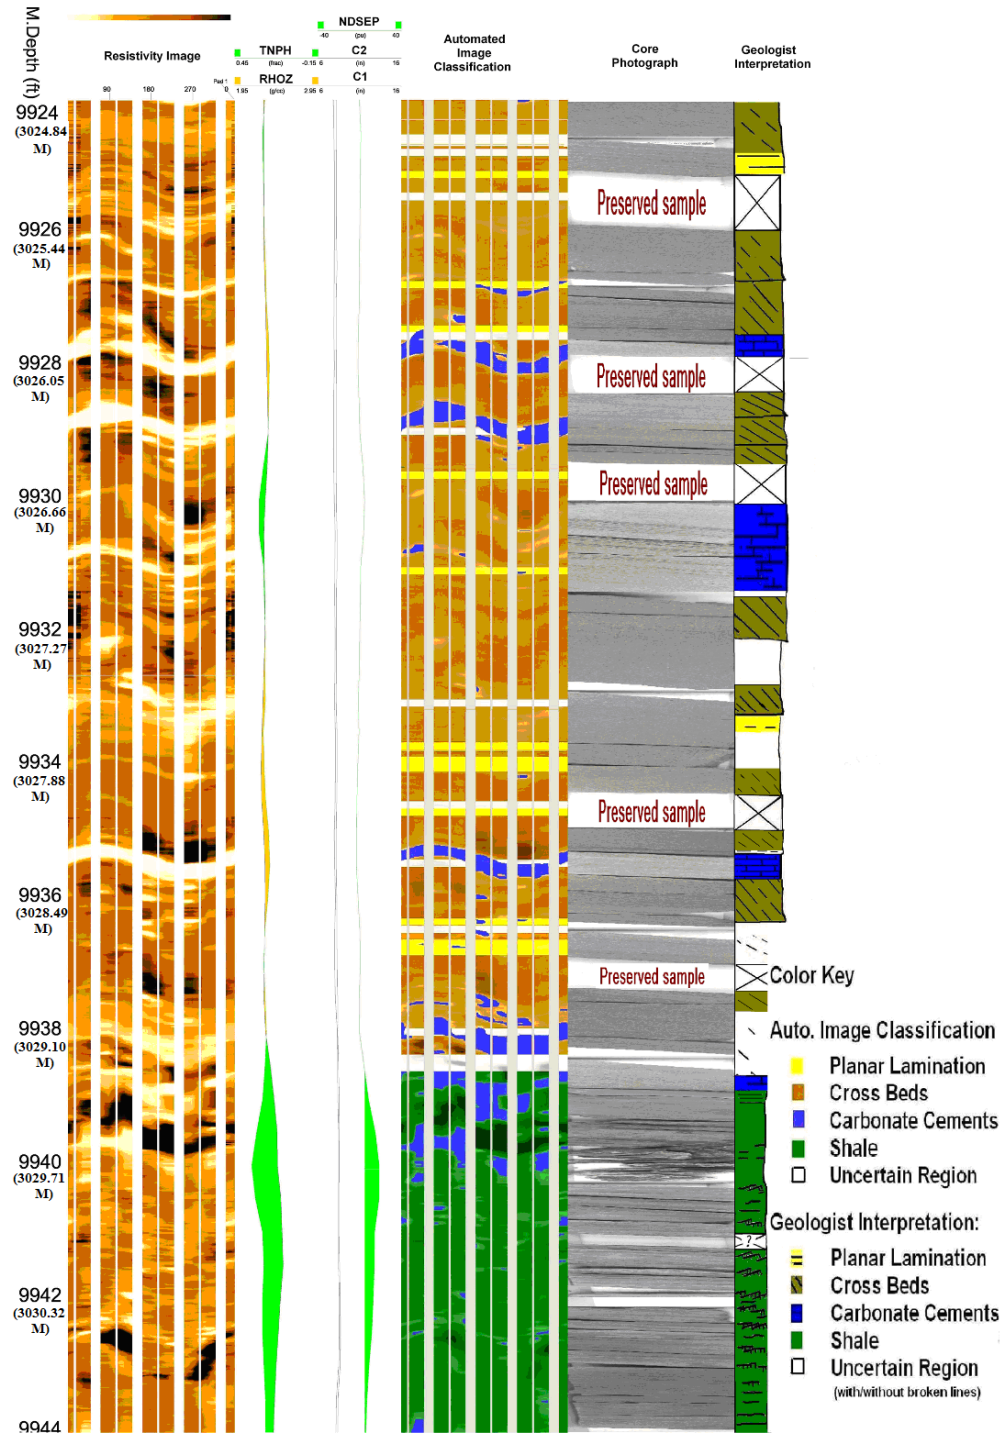 M.Depth (ft)
Resistivity Image
Pad 1
90
180
270
0
NDSEP
-40 (pu) 40
TNPH
0.45 (frac) -0.15
C2
6 (in) 16
RHOZ
1.95 (g/cc) 2.95
C1
6 (in) 16
Automated
Image
Classification
Core
Photograph
Geologist
Interpretation
9924
(3024.84
M)
9926
(3025.44
M)
9928
(3026.05
M)
9930
(3026.66
M)
9932
(3027.27
M)
9934
(3027.88
M)
9936
(3028.49
M)
9938
(3029.10
M)
9940
(3029.71
M)
9942
(3030.32
M)
9944
Preserved sample
Preserved sample
Preserved sample
Preserved sample
Preserved sample
?
Color Key
Auto. Image Classification
Planar Lamination
Cross Beds
Carbonate Cements
Shale
Uncertain Region
Geologist Interpretation:
Planar Lamination
Cross Beds
Carbonate Cements
Shale
Uncertain Region
(with/without broken lines)